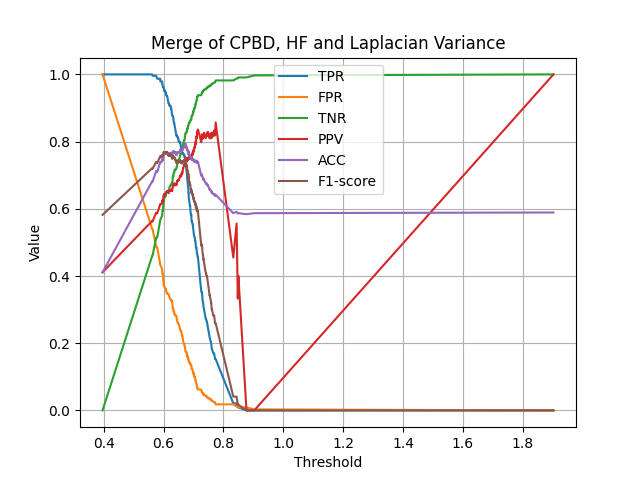 Merge of CPBD, HF and Laplacian Variance
1.0
0.8
0.6
0.4
0.2
0.0
Value
TPR
FPR
TNR
PPV
ACC
F1-score
0.4 0.6 0.8 1.0 1.2 1.4 1.6 1.8
Threshold